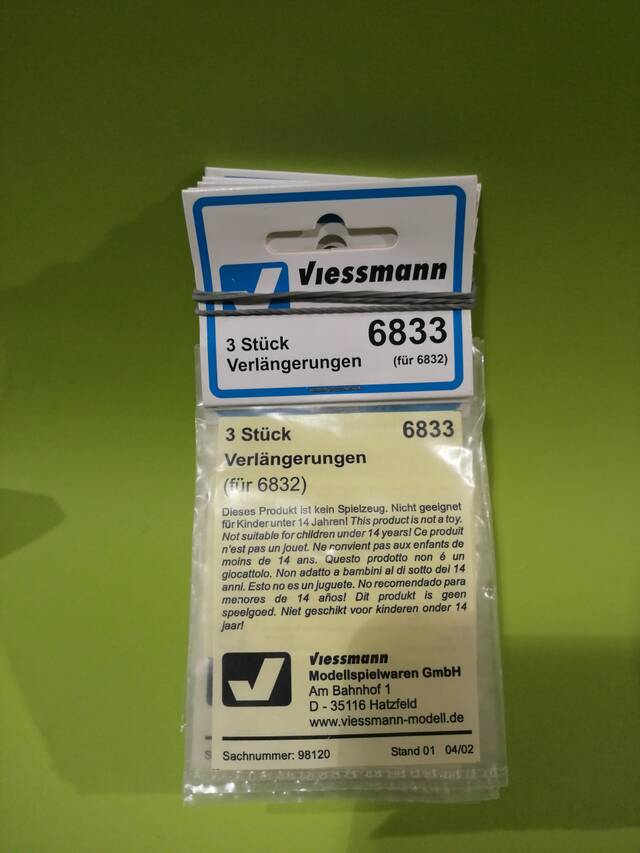 Viessmann
3 Stück
6833
Verlängerungen
(für 6832)
3 Stück
6833
Verlängerungen
(für 6832)
Dieses Produkt ist kein Spielzeug. Nicht geeignet
für Kinder unter 14 Jahren! This product is not a toy.
Not suitable for children under 14 years! Ce produit
n'est pas un jouet. Ne ronvient pas aux enfants de
moins de 14 ans. Questo prodotto non é un
giocattolo. Non adatto a bambini al di sotto dei 14
anni. Esto no es un juguete. No recomendado para
menores de 14 años! Dit produkt is geen
speelgoed. Niet geschikt voor kinderen onder 14
jaar!
Viessmann
Modellspielwaren GmbH
Am Bahnhof 1
D - 35116 Hatzfeld
www.viessmann-modell.de
Sachnummer: 98120
Stand 01 04/02